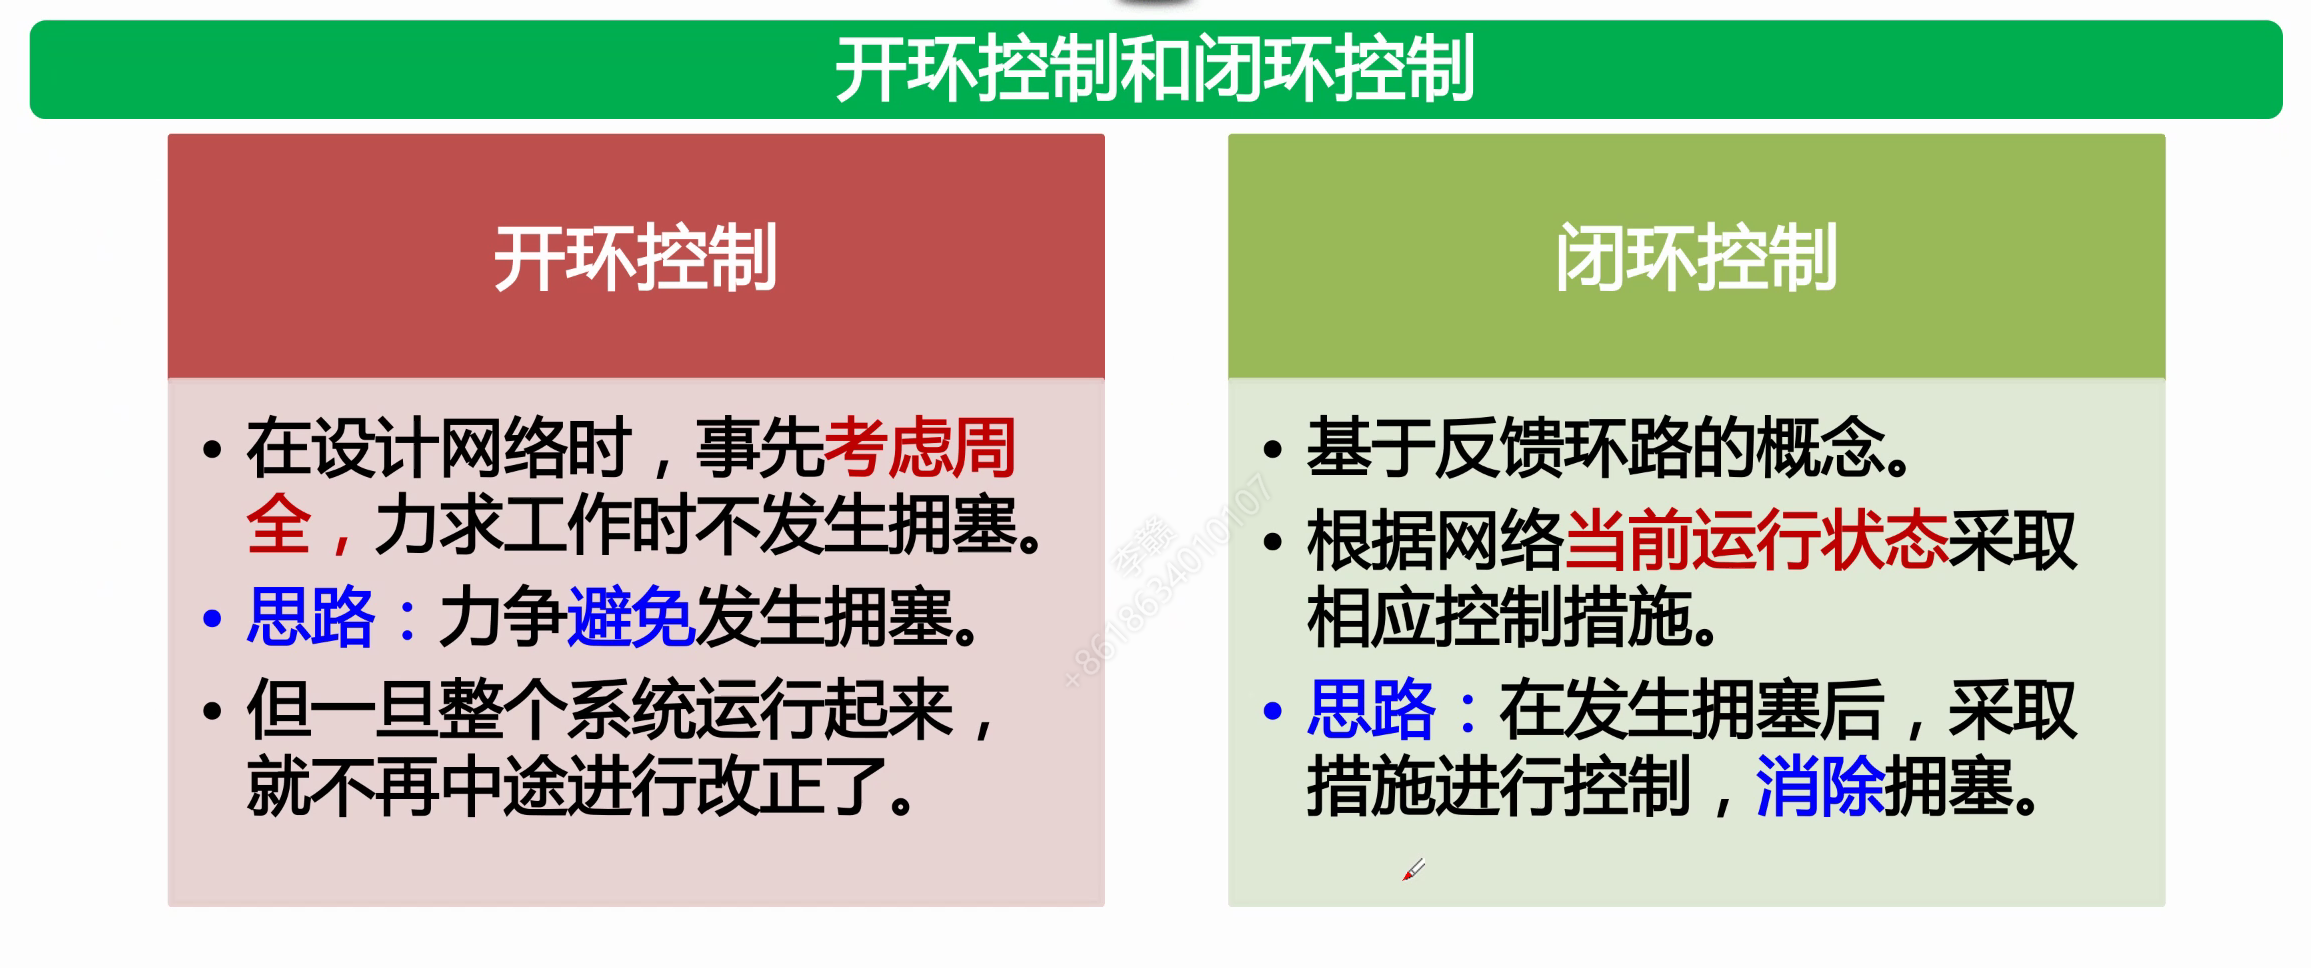 开环控制和闭环控制
开环控制
• 在设计网络时，事先考虑周
全，力求工作时不发生拥塞。
• 思路：力争避免发生拥塞。
• 但一旦整个系统运行起来，
就不再中途进行改正了。
闭环控制
• 基于反馈环路的概念。
• 根据网络当前运行状态采取
相应控制措施。
• 思路：在发生拥塞后，采取
措施进行控制，消除拥塞。
李赣
+8618634010107